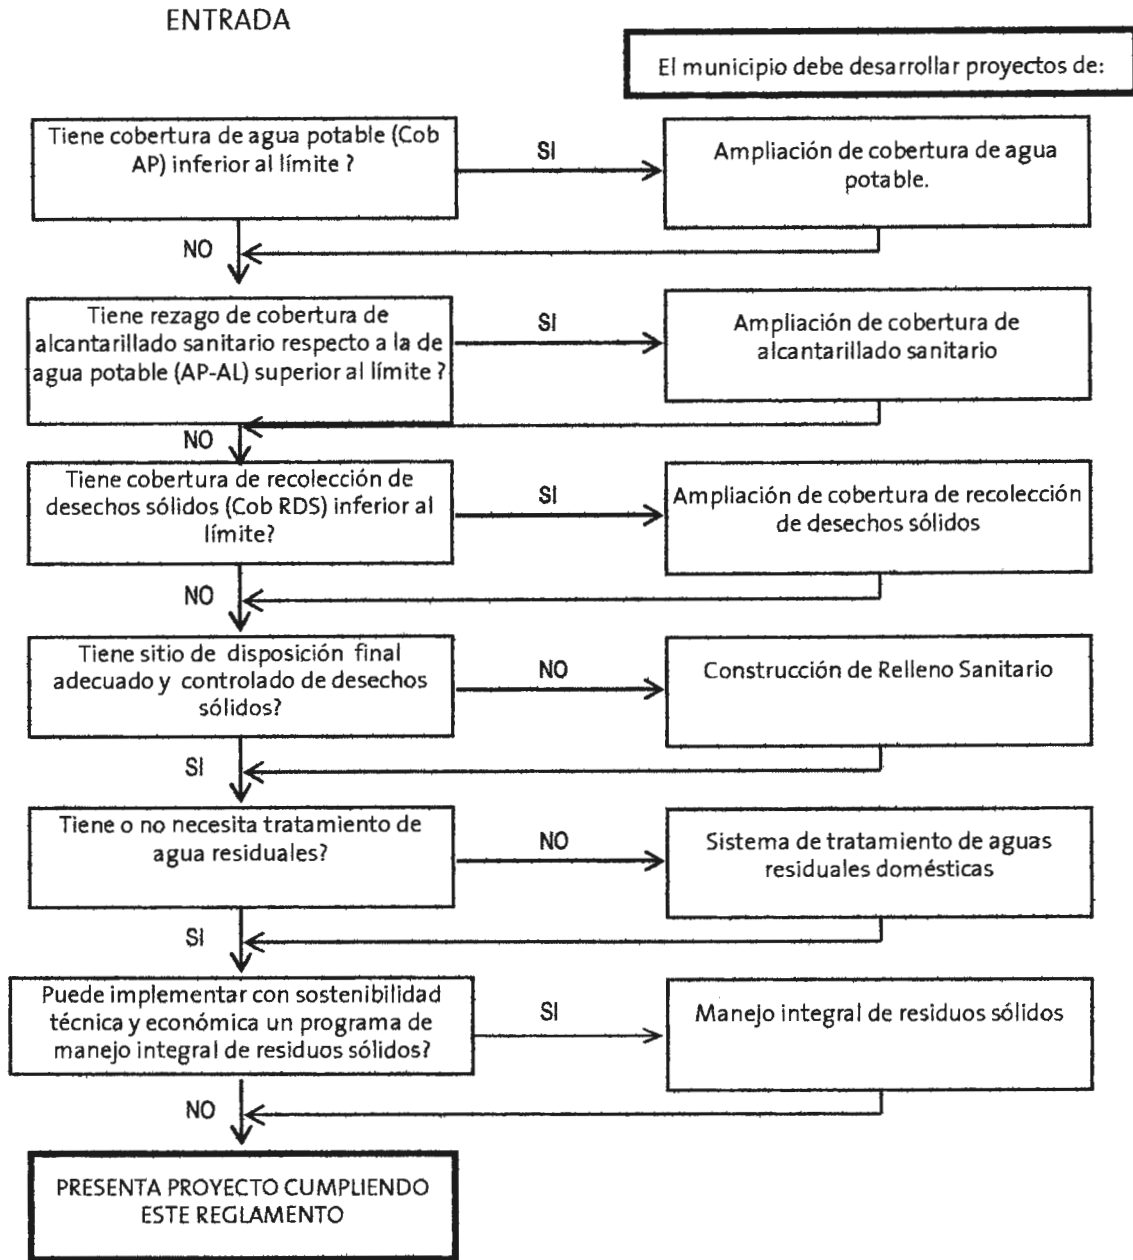 ENTRADA
El municipio debe desarrollar proyectos de:
Tiene cobertura de agua potable (Cob
AP) inferior al límite ?
SI
Ampliación de cobertura de agua
potable.
NO
Tiene rezago de cobertura de
alcantarillado sanitario respecto a la de
agua potable (AP-AL) superior al límite ?
SI
Ampliación de cobertura de
alcantarillado sanitario
NO
Tiene cobertura de recolección de
desechos sólidos (Cob RDS) inferior al
límite?
SI
Ampliación de cobertura de recolección
de desechos sólidos
NO
Tiene sitio de disposición final
adecuado y controlado de desechos
sólidos?
NO
Construcción de Relleno Sanitario
SI
Tiene o no necesita tratamiento de
agua residuales?
NO
Sistema de tratamiento de aguas
residuales domésticas
SI
Puede implementar con sostenibilidad
técnica y económica un programa de
manejo integral de residuos sólidos?
SI
Manejo integral de residuos sólidos
NO
PRESENTA PROYECTO CUMPLIENDO
ESTE REGLAMENTO